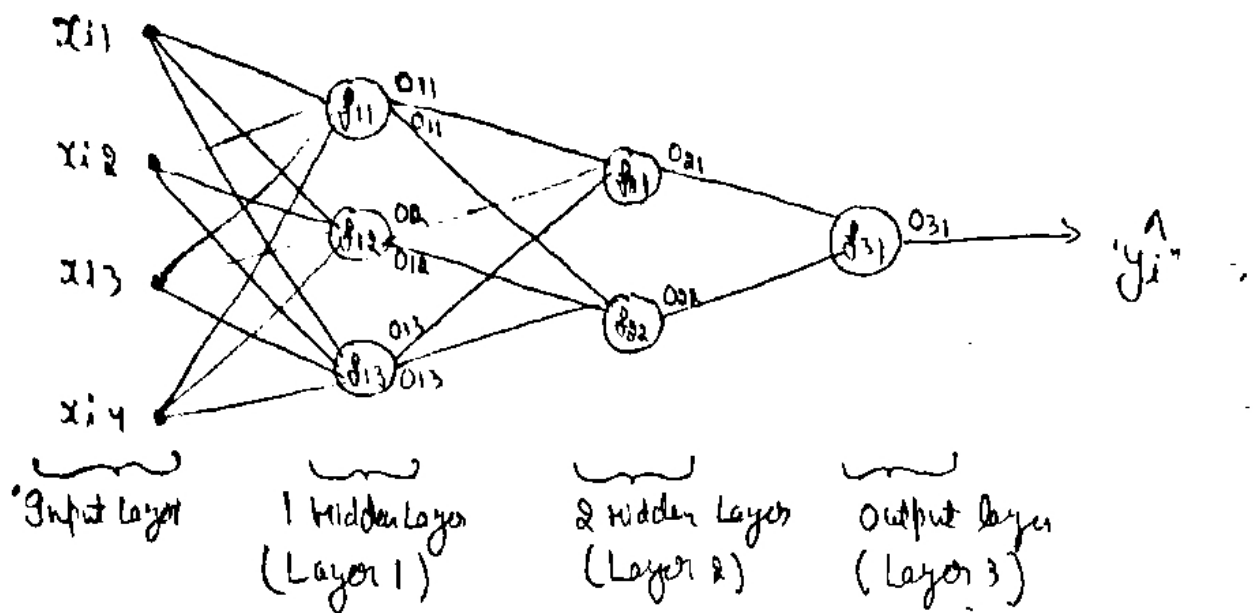 xi1
O11
f11
O11
xi2
O21
f21
O12
f12
O12
O31
f31
"ŷi"
xi3
O22
f22
O13
f13
O13
xi4
Input Layer
1 Hidden Layer
(Layer 1)
2 Hidden Layer
(Layer 2)
Output layer
(Layer 3)